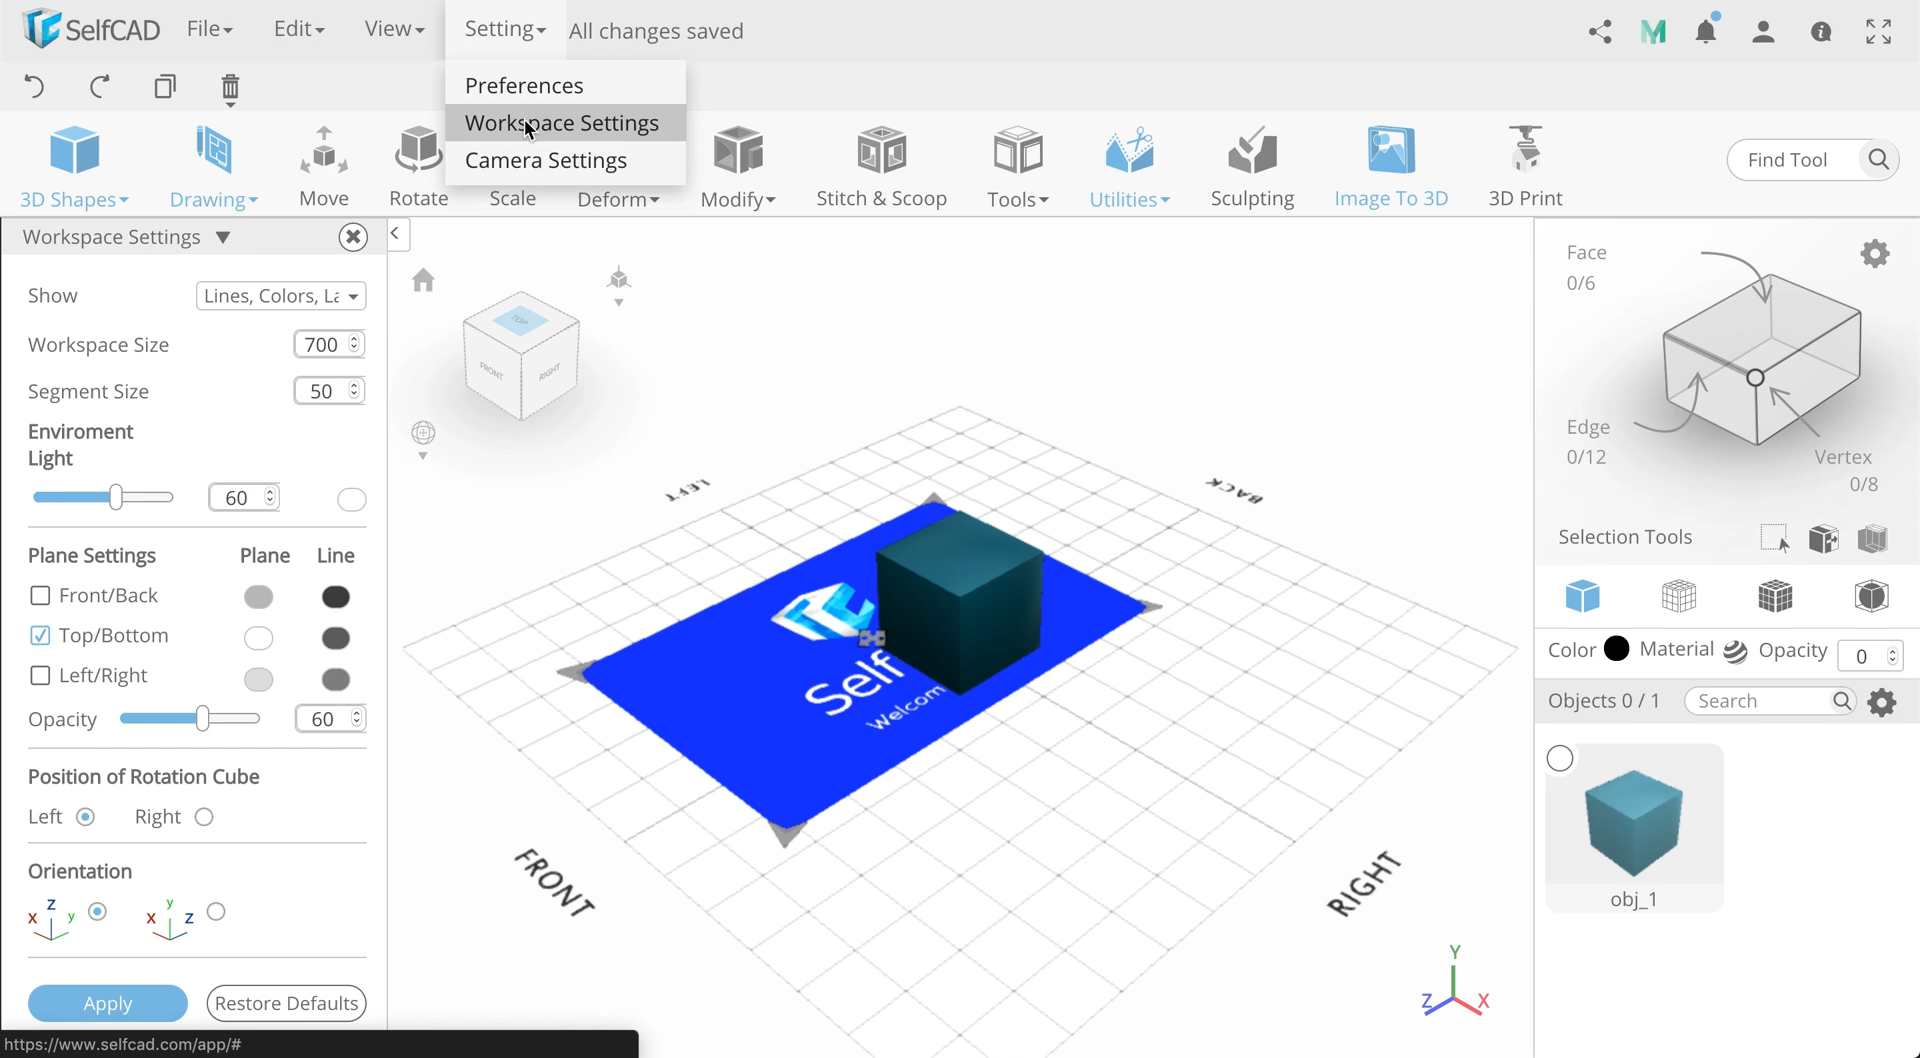 SelfCAD File Edit View Setting All changes saved
Preferences
Workspace Settings
Camera Settings
3D Shapes Drawing Move Rotate Scale Deform Modify Stitch & Scoop Tools Utilities Sculpting Image To 3D 3D Print
Find Tool
Workspace Settings
Show Lines, Colors, La
Workspace Size 700
Segment Size 50
Enviroment
Light
60
Plane Settings Plane Line
Front/Back
Top/Bottom
Left/Right
Opacity 60
Position of Rotation Cube
Left Right
Orientation
X Z y
X y Z
Apply Restore Defaults
https://www.selfcad.com/app/#
TOP
FRONT RIGHT
LEFT BACK
Self
Welcom
FRONT RIGHT
Y
Z X
Face
0/6
Edge
0/12
Vertex
0/8
Selection Tools
Color Material Opacity 0
Objects 0 / 1 Search
obj_1